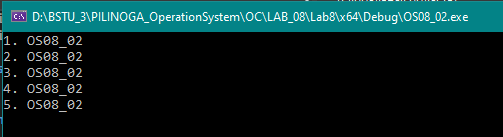 D:\BSTU_3\PILINOGA_OperationSystem\OC\LAB_08\Lab8\x64\Debug\OS08_02.exe
1. OS08_02
2. OS08_02
3. OS08_02
4. OS08_02
5. OS08_02